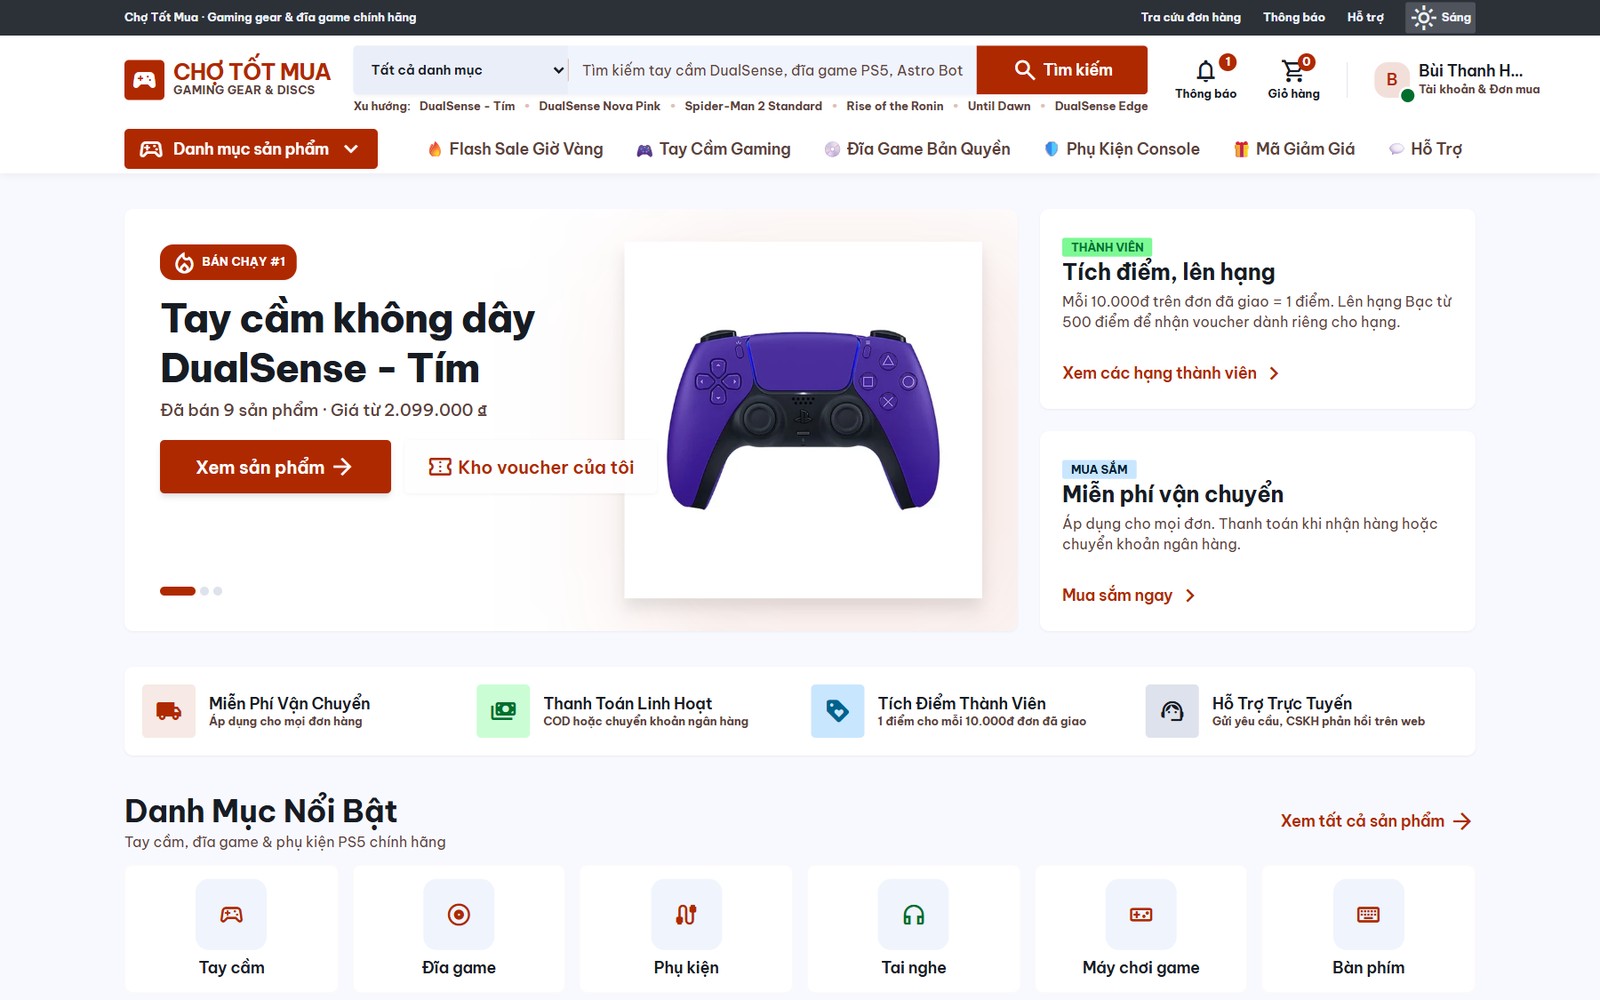 Chợ Tốt Mua · Gaming gear & đĩa game chính hãng
Tra cứu đơn hàng
Thông báo
Hỗ trợ
Sáng
CHỢ TỐT MUA
GAMING GEAR & DISCS
Tất cả danh mục
Tìm kiếm tay cầm DualSense, đĩa game PS5, Astro Bot
Tìm kiếm
Xu hướng: DualSense - Tím • DualSense Nova Pink • Spider-Man 2 Standard • Rise of the Ronin • Until Dawn • DualSense Edge
1
Thông báo
0
Giỏ hàng
B
Bùi Thanh H...
Tài khoản & Đơn mua
Danh mục sản phẩm
Flash Sale Giờ Vàng
Tay Cầm Gaming
Đĩa Game Bản Quyền
Phụ Kiện Console
Mã Giảm Giá
Hỗ Trợ
BÁN CHẠY #1
Tay cầm không dây
DualSense - Tím
Đã bán 9 sản phẩm · Giá từ 2.099.000 ₫
Xem sản phẩm
Kho voucher của tôi
THÀNH VIÊN
Tích điểm, lên hạng
Mỗi 10.000đ trên đơn đã giao = 1 điểm. Lên hạng Bạc từ
500 điểm để nhận voucher dành riêng cho hạng.
Xem các hạng thành viên
MUA SẮM
Miễn phí vận chuyển
Áp dụng cho mọi đơn. Thanh toán khi nhận hàng hoặc
chuyển khoản ngân hàng.
Mua sắm ngay
Miễn Phí Vận Chuyển
Áp dụng cho mọi đơn hàng
Thanh Toán Linh Hoạt
COD hoặc chuyển khoản ngân hàng
Tích Điểm Thành Viên
1 điểm cho mỗi 10.000đ đơn đã giao
Hỗ Trợ Trực Tuyến
Gửi yêu cầu, CSKH phản hồi trên web
Danh Mục Nổi Bật
Tay cầm, đĩa game & phụ kiện PS5 chính hãng
Xem tất cả sản phẩm
Tay cầm
Đĩa game
Phụ kiện
Tai nghe
Máy chơi game
Bàn phím